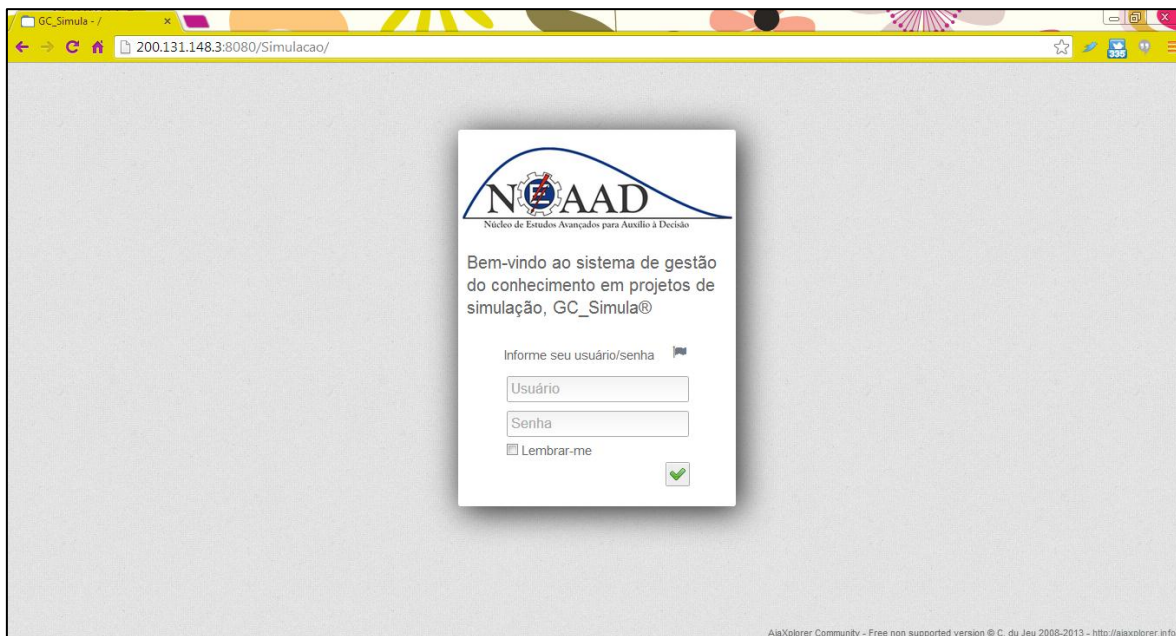 GC_Simula - /
200.131.148.3:8080/Simulacao/
335
NEAAD
Núcleo de Estudos Avançados para Auxílio à Decisão
Bem-vindo ao sistema de gestão
do conhecimento em projetos de
simulação, GC_Simula®
Informe seu usuário/senha
Usuário
Senha
Lembrar-me
AjaXplorer Community - Free non supported version © C. du Jeu 2008-2013 - http://ajaxplorer.info